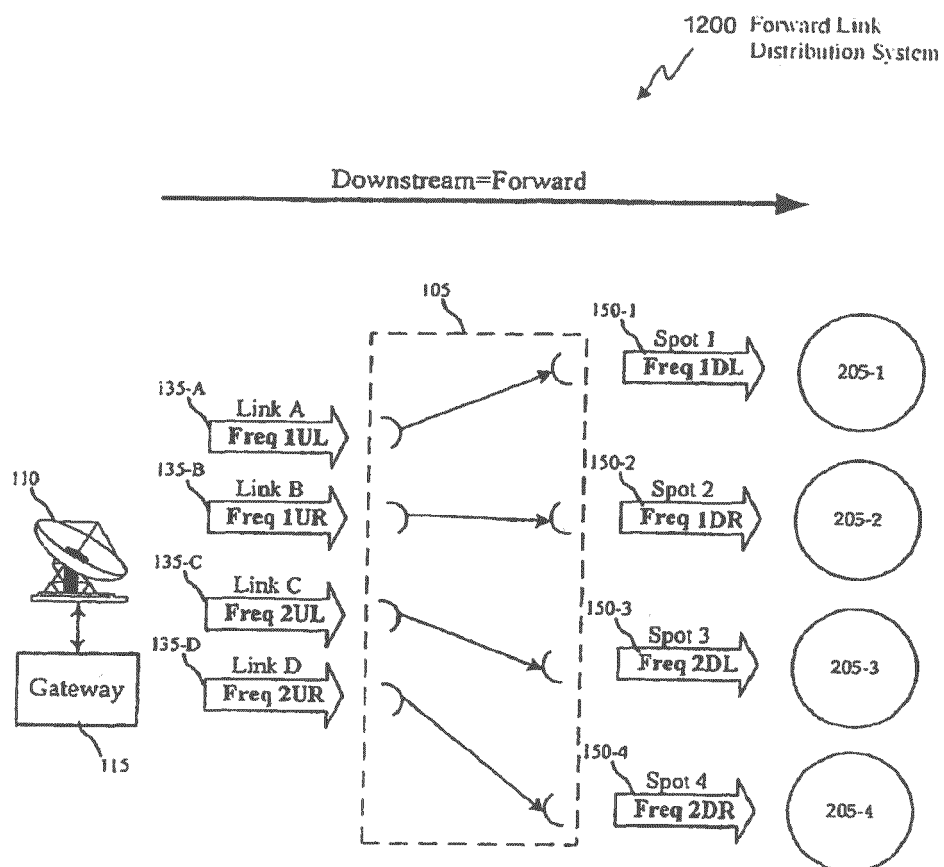 1200 Forward Link
Distribution System
Downstream=Forward
105
150-1
Spot 1
Freq 1DL
205-1
135-A
Link A
Freq 1UL
135-B
Link B
Freq 1UR
150-2
Spot 2
Freq 1DR
205-2
110
135-C
Link C
Freq 2UL
150-3
Spot 3
Freq 2DL
205-3
135-D
Link D
Freq 2UR
Gateway
115
150-4
Spot 4
Freq 2DR
205-4